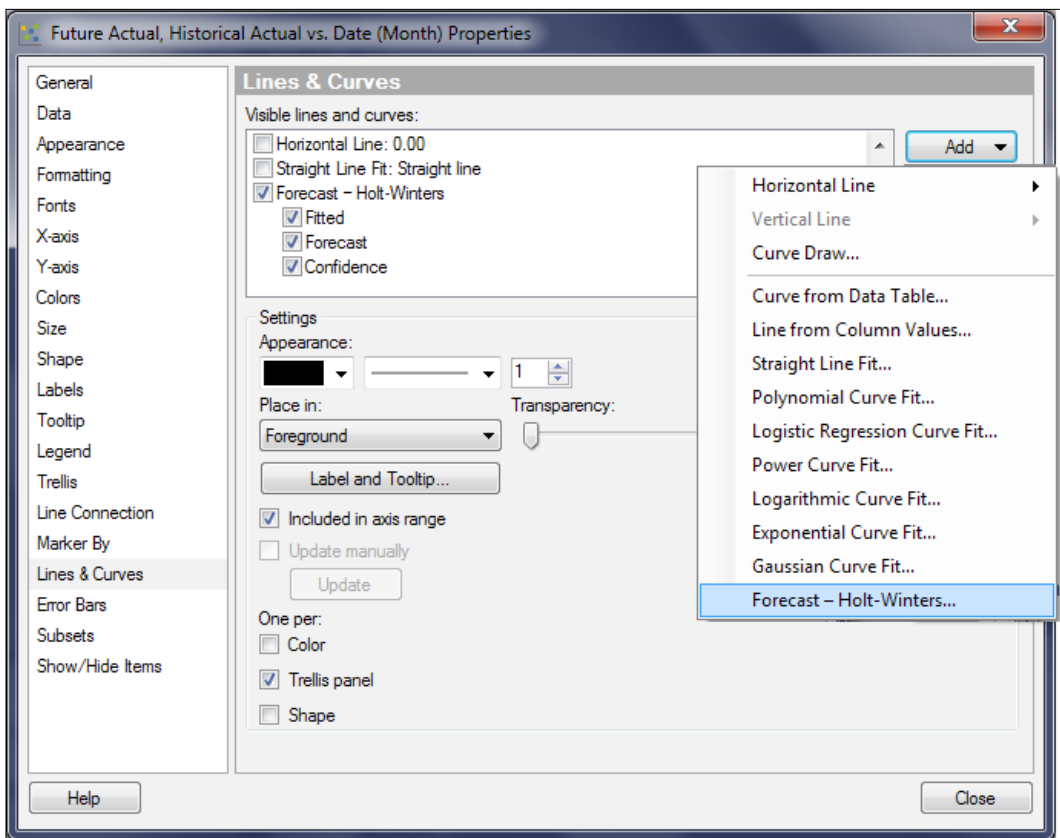 Future Actual, Historical Actual vs. Date (Month) Properties
General
Data
Appearance
Formatting
Fonts
X-axis
Y-axis
Colors
Size
Shape
Labels
Tooltip
Legend
Trellis
Line Connection
Marker By
Lines & Curves
Error Bars
Subsets
Show/Hide Items
Lines & Curves
Visible lines and curves:
Horizontal Line: 0.00
Straight Line Fit: Straight line
Forecast – Holt-Winters
Fitted
Forecast
Confidence
Add
Horizontal Line
Vertical Line
Curve Draw...
Curve from Data Table...
Line from Column Values...
Straight Line Fit...
Polynomial Curve Fit...
Logistic Regression Curve Fit...
Power Curve Fit...
Logarithmic Curve Fit...
Exponential Curve Fit...
Gaussian Curve Fit...
Forecast – Holt-Winters...
Settings
Appearance:
1
Place in:
Transparency:
Foreground
Label and Tooltip...
Included in axis range
Update manually
Update
One per:
Color
Trellis panel
Shape
Help
Close